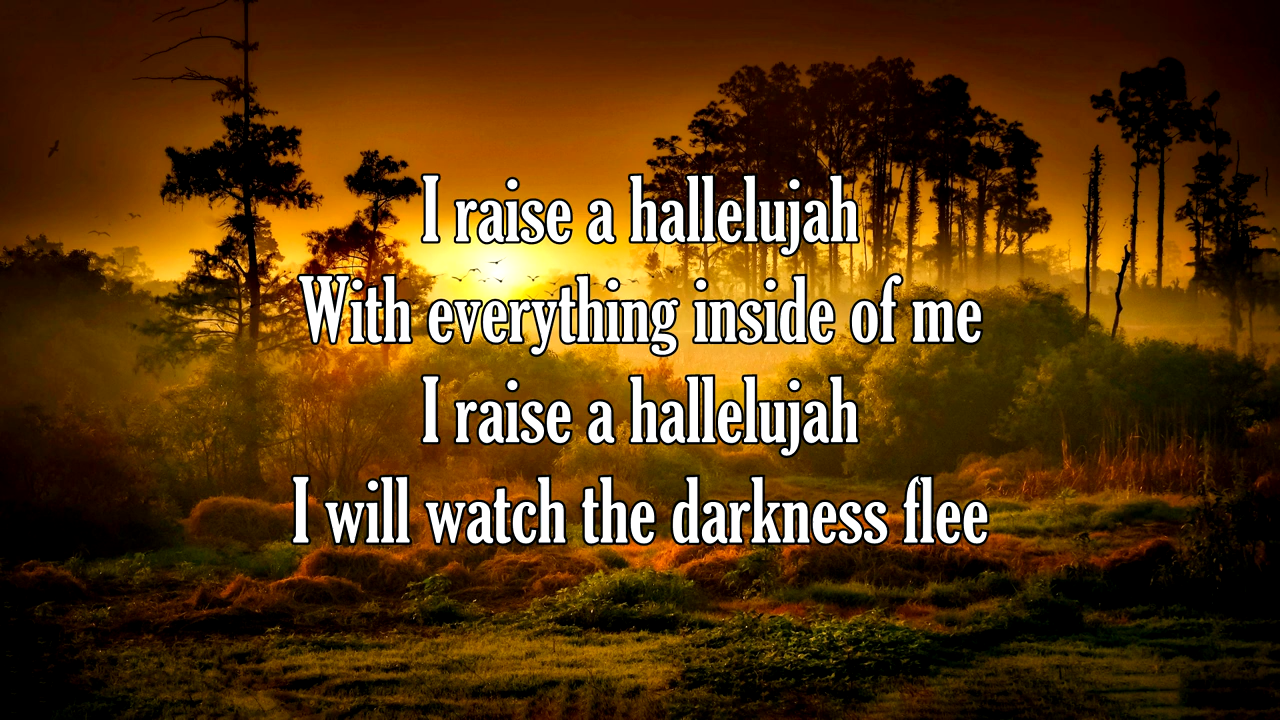 I raise a hallelujah
With everything inside of me
I raise a hallelujah
I will watch the darkness flee